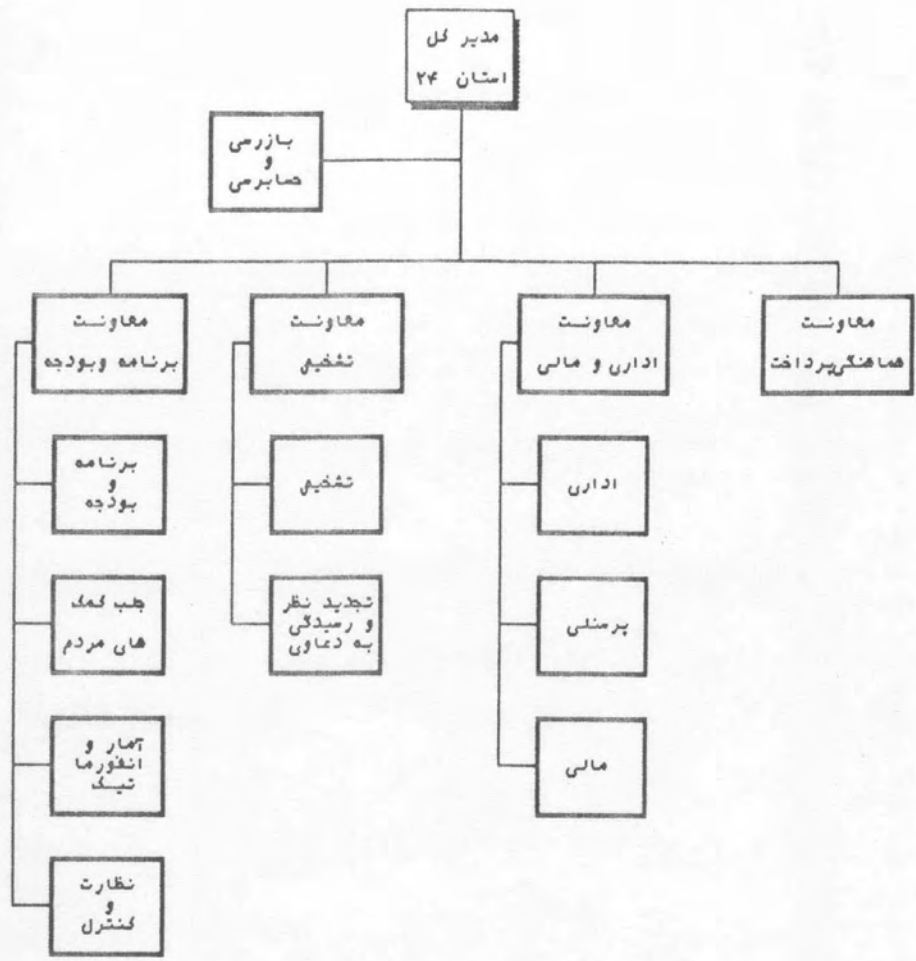 مدیر کل
استان ۲۴
بازرسی
و
حسابرسی
معاونت
هماهنگی پرداخت
معاونت
اداری و مالی
اداری
پرسنلی
مالی
معاونت
تشخیص
تشخیص
تجدید نظر
و رسیدگی
به دعاوی
معاونت
برنامه وبودجه
برنامه
و
بودجه
جلب کمک
های مردم
آمار و
انفورما
تیک
نظارت
و
کنترل